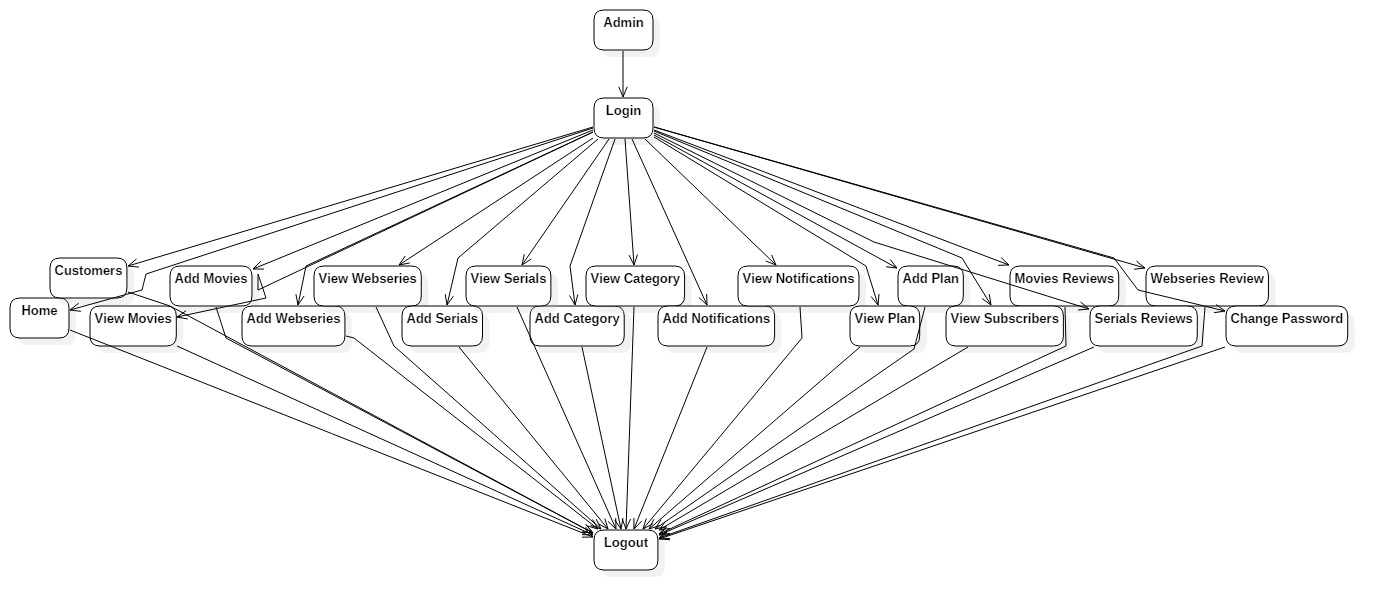 Admin
Login
Customers
Add Movies
View Webseries
View Serials
View Category
View Notifications
Add Plan
Movies Reviews
Webseries Review
Home
View Movies
Add Webseries
Add Serials
Add Category
Add Notifications
View Plan
View Subscribers
Serials Reviews
Change Password
Logout